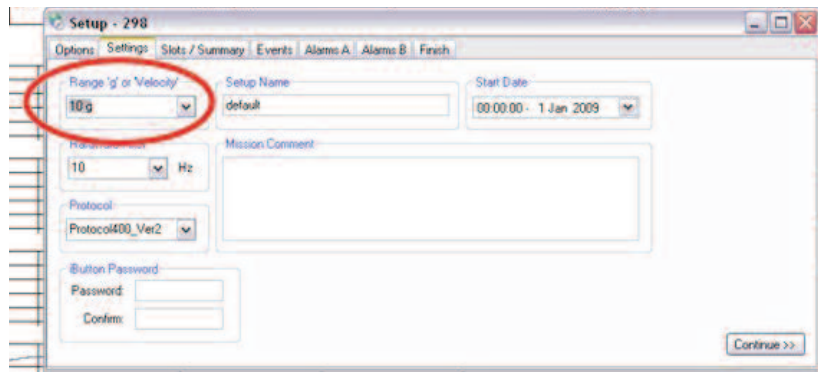 Setup - 298
Options Settings Slots / Summary Events Alarms A Alarms B Finish
Range 'g' or 'Velocity' Setup Name Start Date
10 g default 00:00:00 - 1 Jan 2009
Mission Comment
10 Hz
Protocol
Protocol400_Ver2
iButton Password
Password:
Confirm:
Continue >>